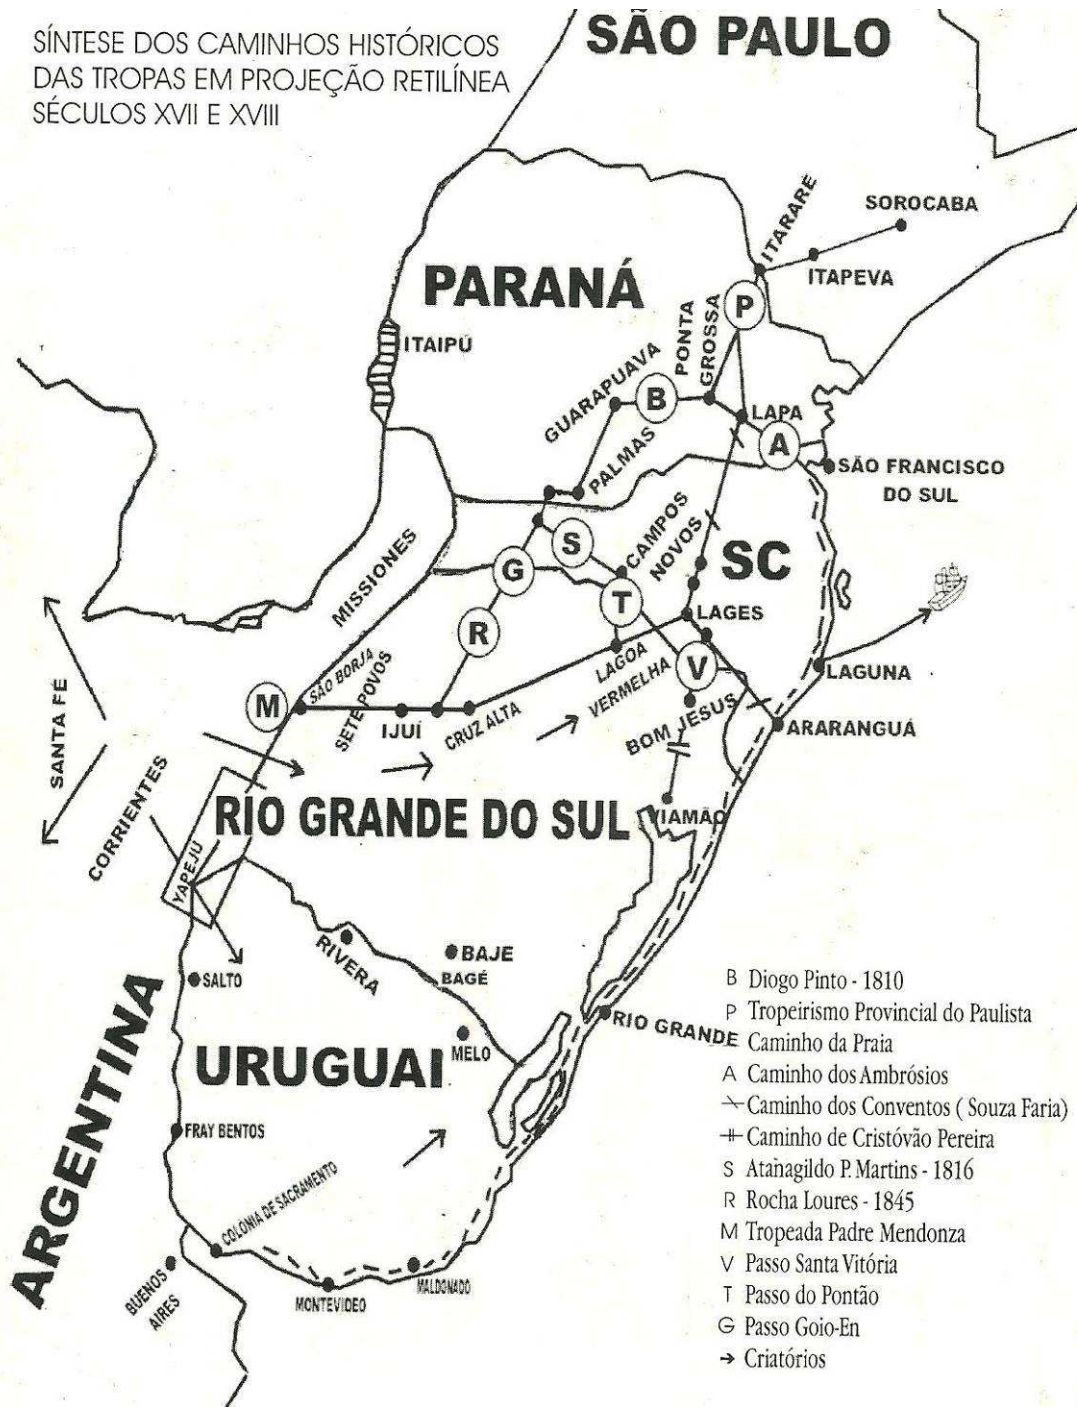 SÍNTESE DOS CAMINHOS HISTÓRICOS
DAS TROPAS EM PROJEÇÃO RETILÍNEA
SÉCULOS XVII E XVIII
SÃO PAULO
SOROCABA
ITARARÉ
ITAPEVA
PARANÁ
P
ITAIPÚ
PONTA
GROSSA
GUARAPUAVA
B
LAPA
A
PALMAS
SÃO FRANCISCO
DO SUL
CAMPOS
NOVOS
S
SC
G
MISSIONES
T
R
LAGES
LAGOA
VERMELHA
V
LAGUNA
SÃO BORJA
M
SETE POVOS
IJUÍ
CRUZ ALTA
BOM JESUS
ARARANGUÁ
SANTA FÉ
CORRIENTES
RIO GRANDE DO SUL
VIAMÃO
YAPEJU
RIVERA
BAJE
BAGÉ
SALTO
ARGENTINA
RIO GRANDE
URUGUAI
MELO
FRAY BENTOS
COLONIA DE SACRAMENTO
BUENOS
AIRES
MONTEVIDEO
MALDONADO
B Diogo Pinto - 1810
P Tropeirismo Provincial do Paulista
Caminho da Praia
A Caminho dos Ambrósios
Caminho dos Conventos ( Souza Faria)
Caminho de Cristóvão Pereira
S Atanagildo P. Martins - 1816
R Rocha Loures - 1845
M Tropeada Padre Mendonza
V Passo Santa Vitória
T Passo do Pontão
G Passo Goio-En
→ Criatórios